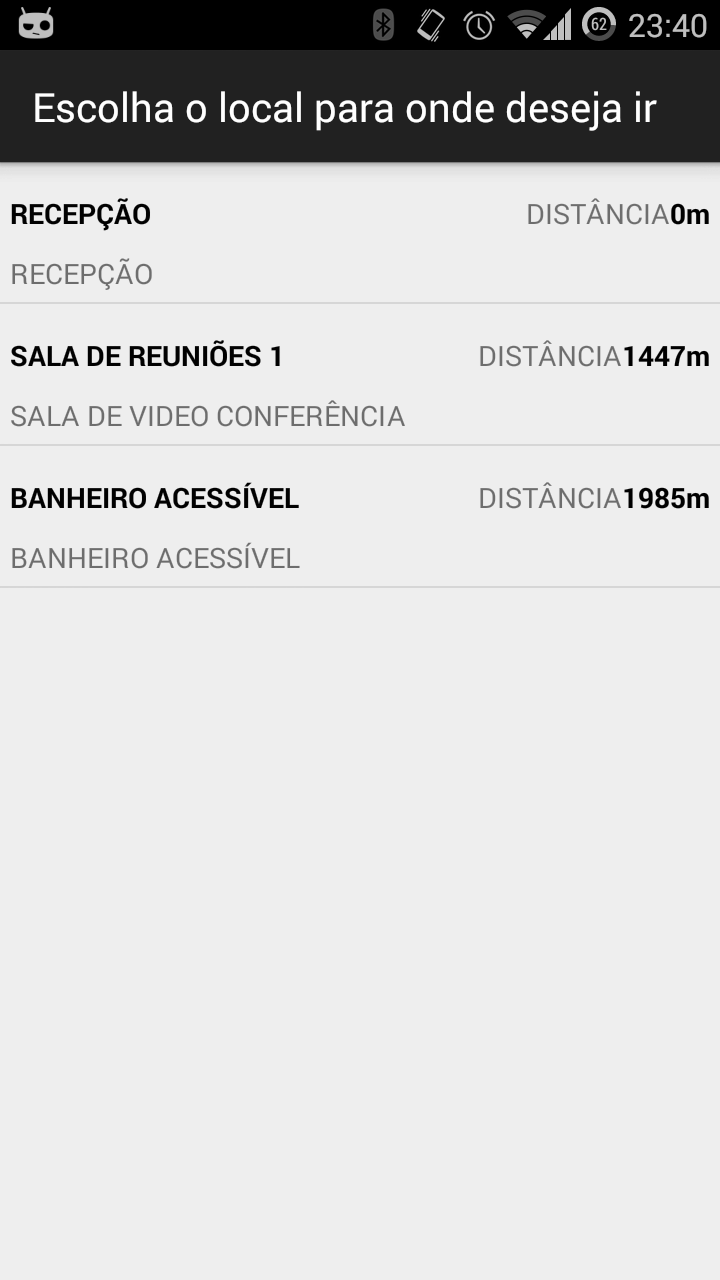 62 23:40
Escolha o local para onde deseja ir
RECEPÇÃO DISTÂNCIA0m
RECEPÇÃO
SALA DE REUNIÕES 1 DISTÂNCIA1447m
SALA DE VIDEO CONFERÊNCIA
BANHEIRO ACESSÍVEL DISTÂNCIA1985m
BANHEIRO ACESSÍVEL